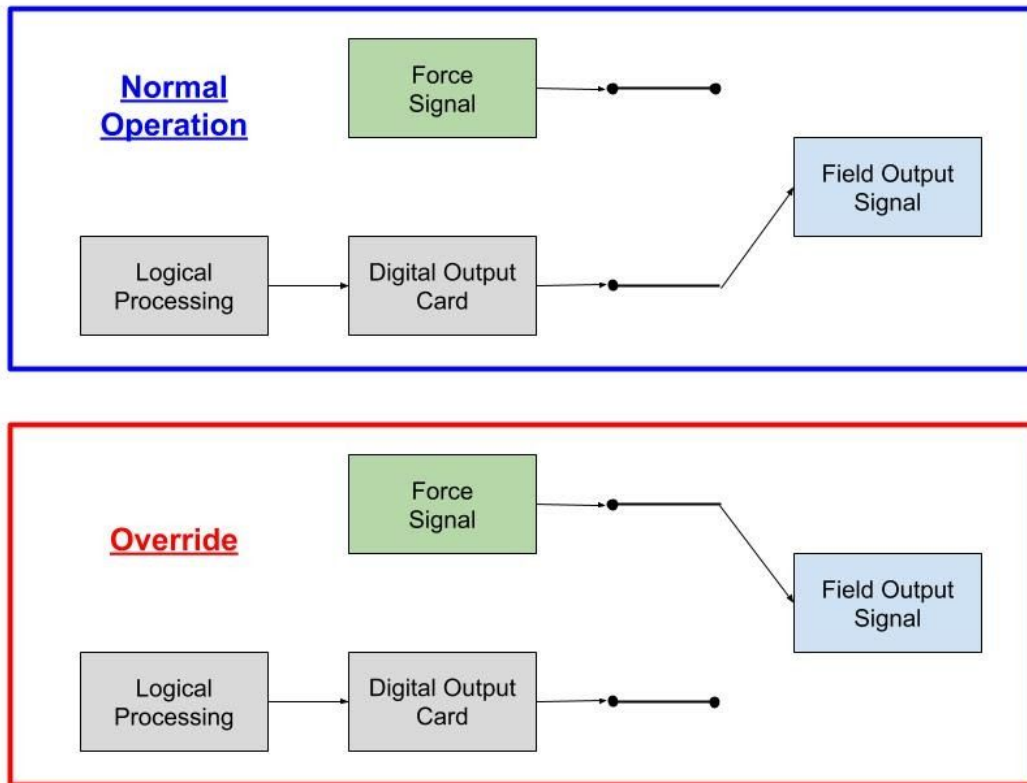 Normal
Operation
Force
Signal
Field Output
Signal
Logical
Processing
Digital Output
Card
Override
Force
Signal
Field Output
Signal
Logical
Processing
Digital Output
Card